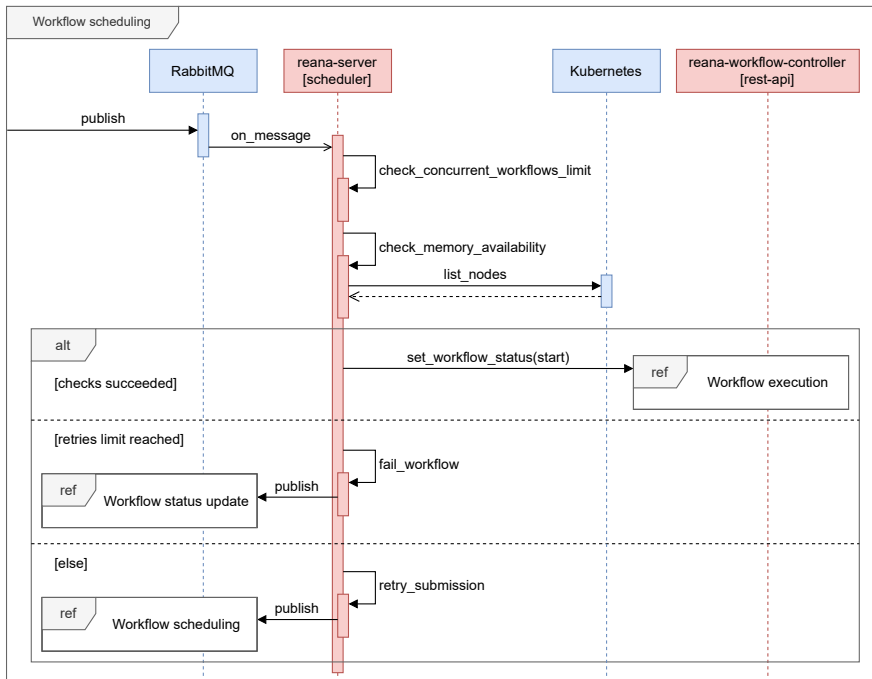 Workflow scheduling
RabbitMQ
reana-server
[scheduler]
Kubernetes
reana-workflow-controller
[rest-api]
publish
on_message
check_concurrent_workflows_limit
check_memory_availability
list_nodes
alt
set_workflow_status(start)
ref
Workflow execution
[checks succeeded]
[retries limit reached]
fail_workflow
ref
Workflow status update
publish
[else]
retry_submission
ref
Workflow scheduling
publish